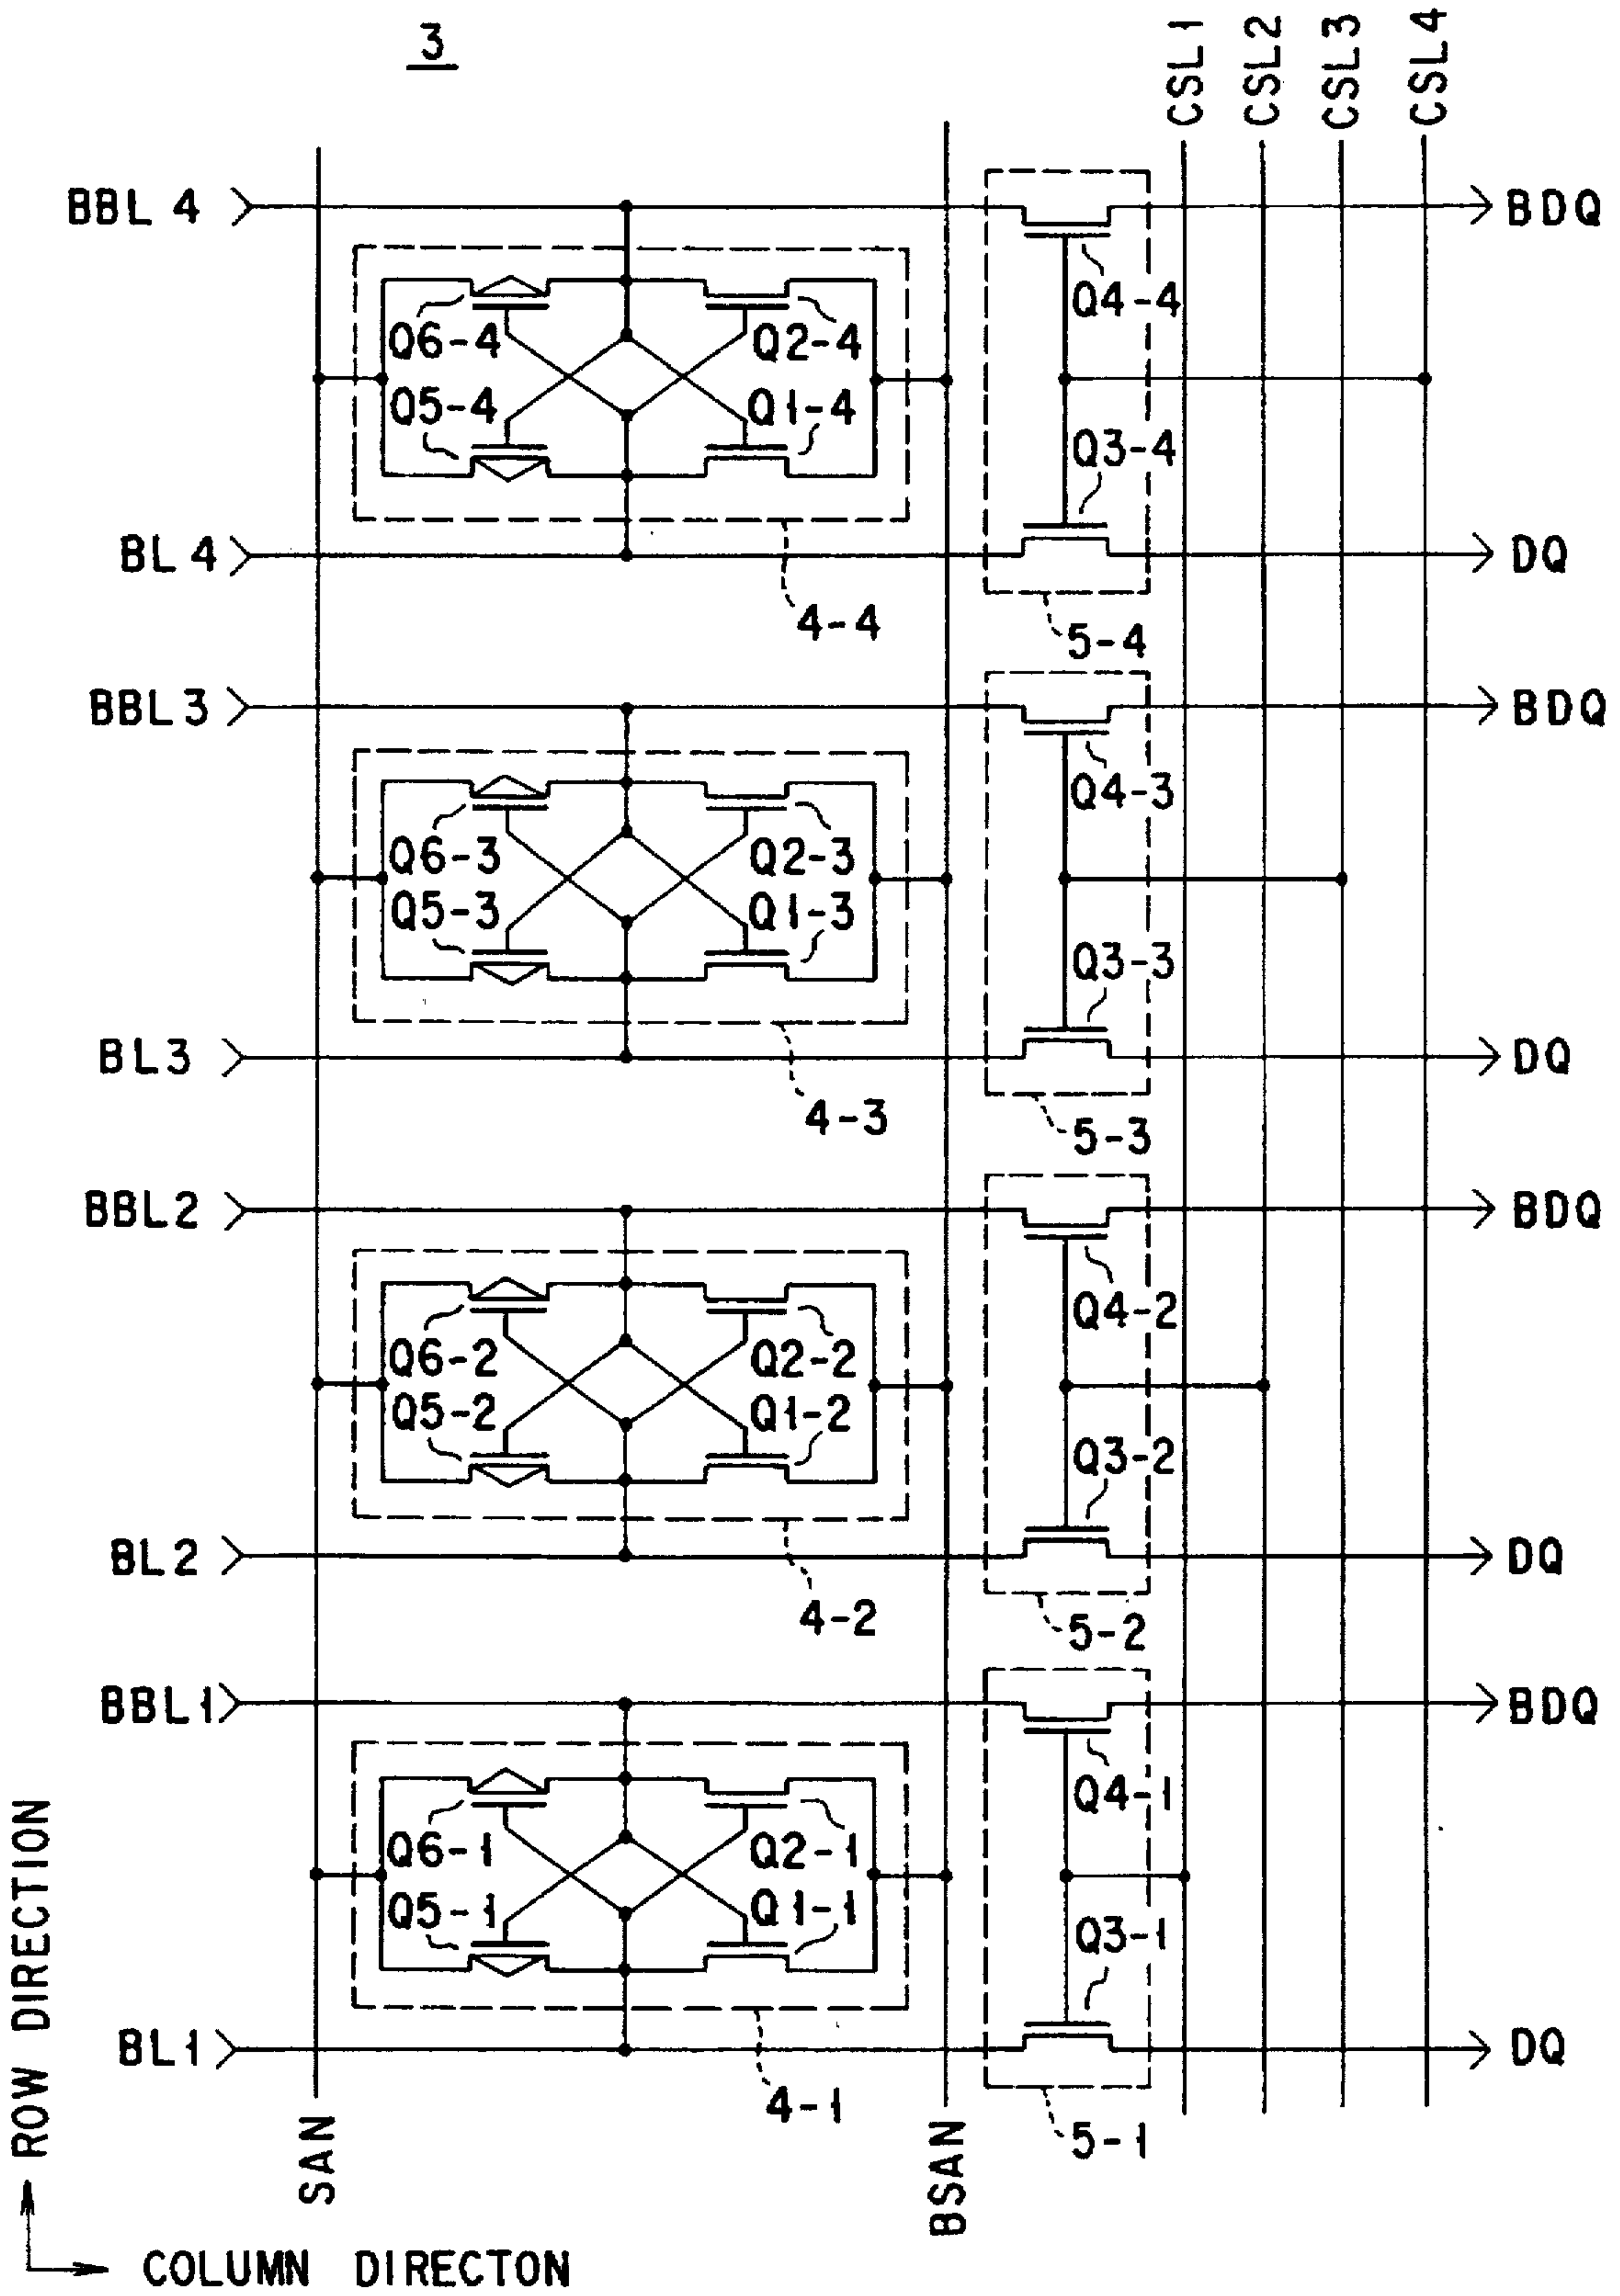 3
CSL1
CSL2
CSL3
CSL4
BBL 4
BDQ
Q4-4
Q6-4
Q2-4
Q5-4
Q1-4
Q3-4
BL 4
DQ
4-4
5-4
BBL3
BDQ
Q4-3
Q6-3
Q2-3
Q5-3
Q1-3
Q3-3
BL3
DQ
4-3
5-3
BBL2
BDQ
Q4-2
Q6-2
Q2-2
Q5-2
Q1-2
Q3-2
BL2
DQ
4-2
5-2
BBL1
BDQ
Q4-1
Q6-1
Q2-1
Q5-1
Q1-1
Q3-1
BL1
DQ
4-1
5-1
SAN
BSAN
ROW DIRECTION
COLUMN DIRECTON